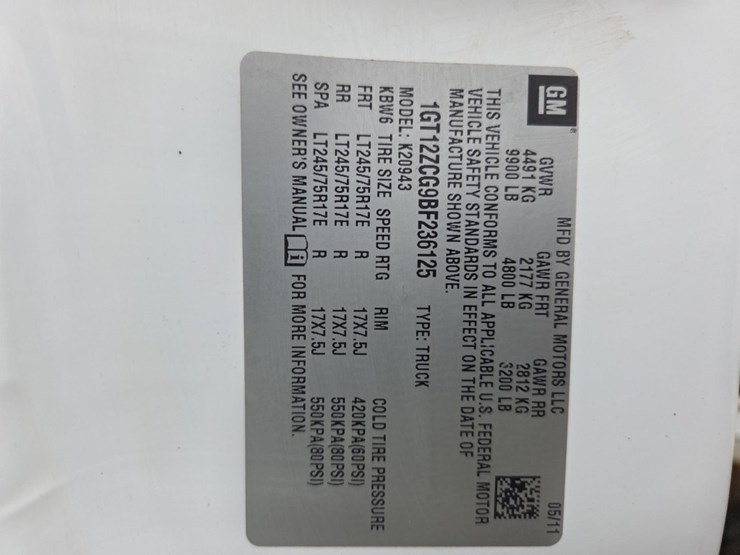 GM
MFD BY GENERAL MOTORS LLC 05/11
GVWR GAWR FRT GAWR RR
4491 KG 2177 KG 2812 KG
9900 LB 4800 LB 6200 LB
THIS VEHICLE CONFORMS TO ALL APPLICABLE U.S. FEDERAL MOTOR
VEHICLE SAFETY STANDARDS IN EFFECT ON THE DATE OF
MANUFACTURE SHOWN ABOVE.
1GT12ZCG9BF236125 TYPE: TRUCK
MODEL: K20943
KBW6 TIRE SIZE SPEED RTG RIM COLD TIRE PRESSURE
FRT LT245/75R17E R 17X7.5J 420KPA(60PSI)
RR LT245/75R17E R 17X7.5J 550KPA(80PSI)
SPA LT245/75R17E R 17X7.5J 550KPA(80PSI)
SEE OWNER'S MANUAL FOR MORE INFORMATION.